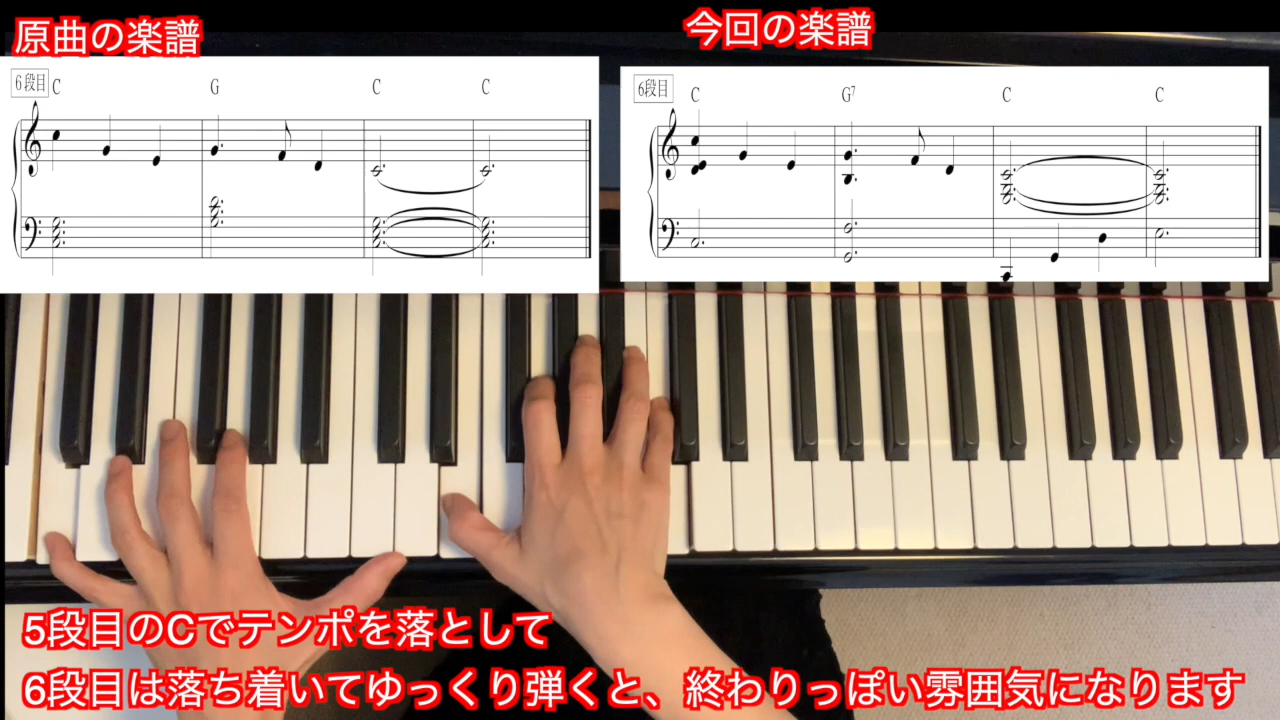 原曲の楽譜
今回の楽譜
6段目
C G C C
6段目
C G7 C C
5段目のCでテンポを落として
6段目は落ち着いてゆっくり弾くと、終わりっぽい雰囲気になります